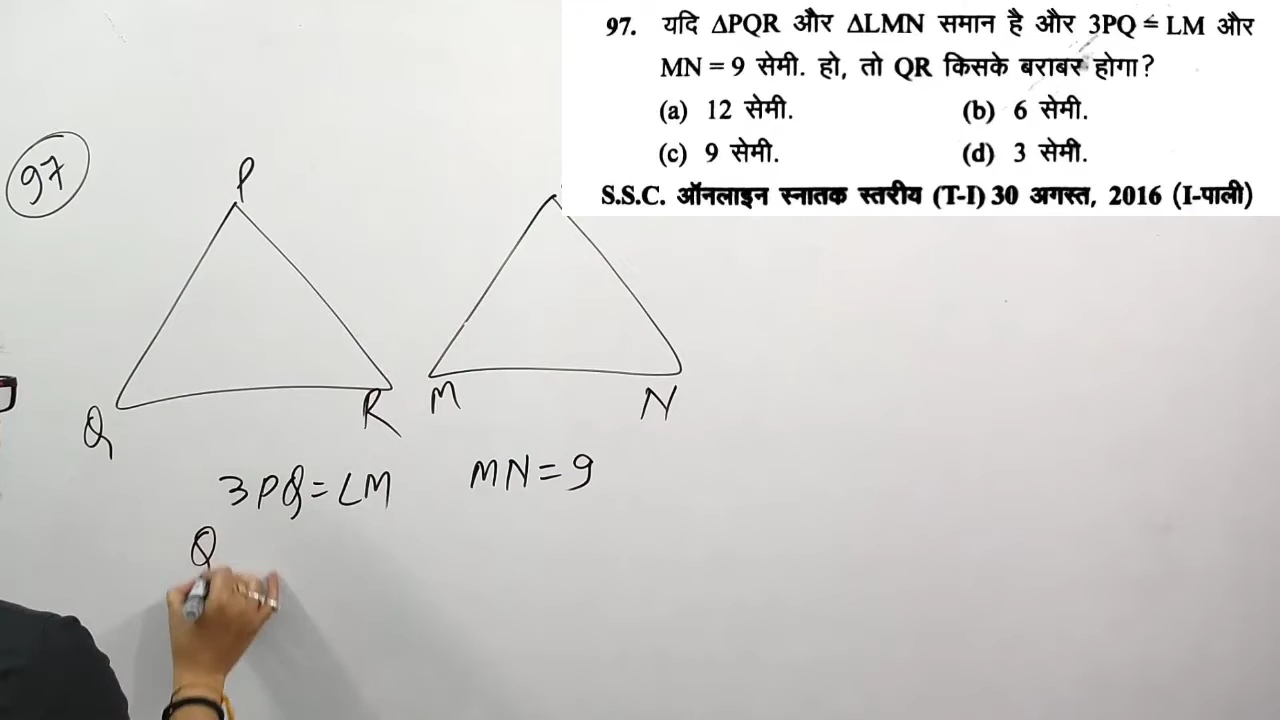 97. यदि ΔPQR और ΔLMN समान है और 3PQ = LM और
MN = 9 सेमी. हो, तो QR किसके बराबर होगा?
(a) 12 सेमी. (b) 6 सेमी.
(c) 9 सेमी. (d) 3 सेमी.
S.S.C. ऑनलाइन स्नातक स्तरीय (T-I) 30 अगस्त, 2016 (I-पाली)
97
P
Q R M N
3PQ = LM MN = 9
Q